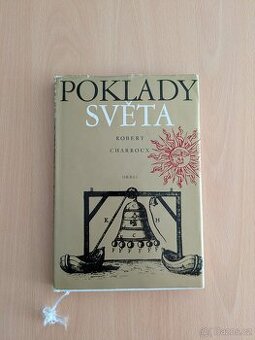 POKLADY
SVĚTA
ROBERT
CHARROUX
ORBIS
K
H
C